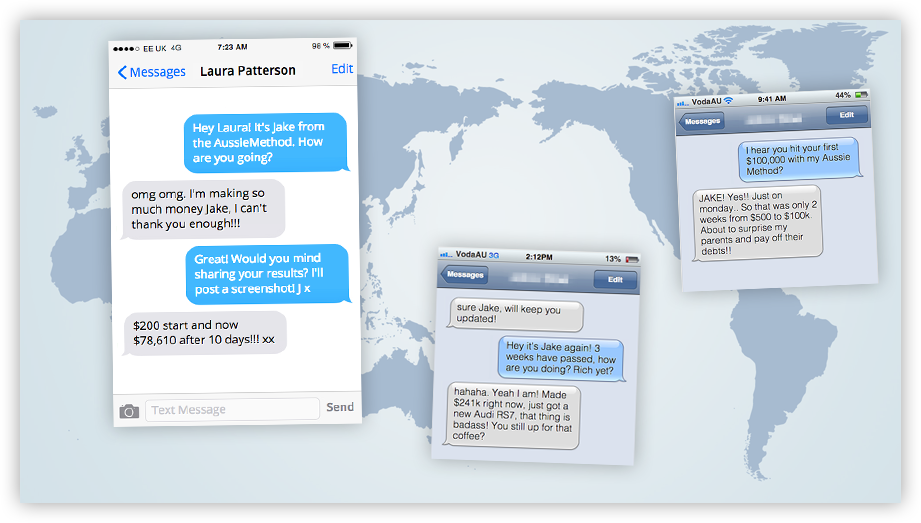 EE UK 4G 7:23 AM 96 %
Messages Laura Patterson Edit
Hey Laura! It's Jake from
the AussieMethod. How
are you going?
omg omg. I'm making so
much money Jake, I can't
thank you enough!!!
Great! Would you mind
sharing your results? I'll
post a screenshot! J x
$200 start and now
$78,610 after 10 days!!! xx
Text Message Send
VodaAU 3G 2:12PM 13%
Messages Edit
sure Jake, will keep you
updated!
Hey it's Jake again! 3
weeks have passed, how
are you doing? Rich yet?
hahaha. Yeah I am! Made
$241k right now, just got a
new Audi RS7, that thing is
badass! You still up for that
coffee?
VodaAU 9:41 AM 44%
Messages Edit
I hear you hit your first
$100,000 with my Aussie
Method?
JAKE! Yes!! Just on
monday.. So that was only 2
weeks from $500 to $100k.
About to surprise my
parents and pay off their
debts!!